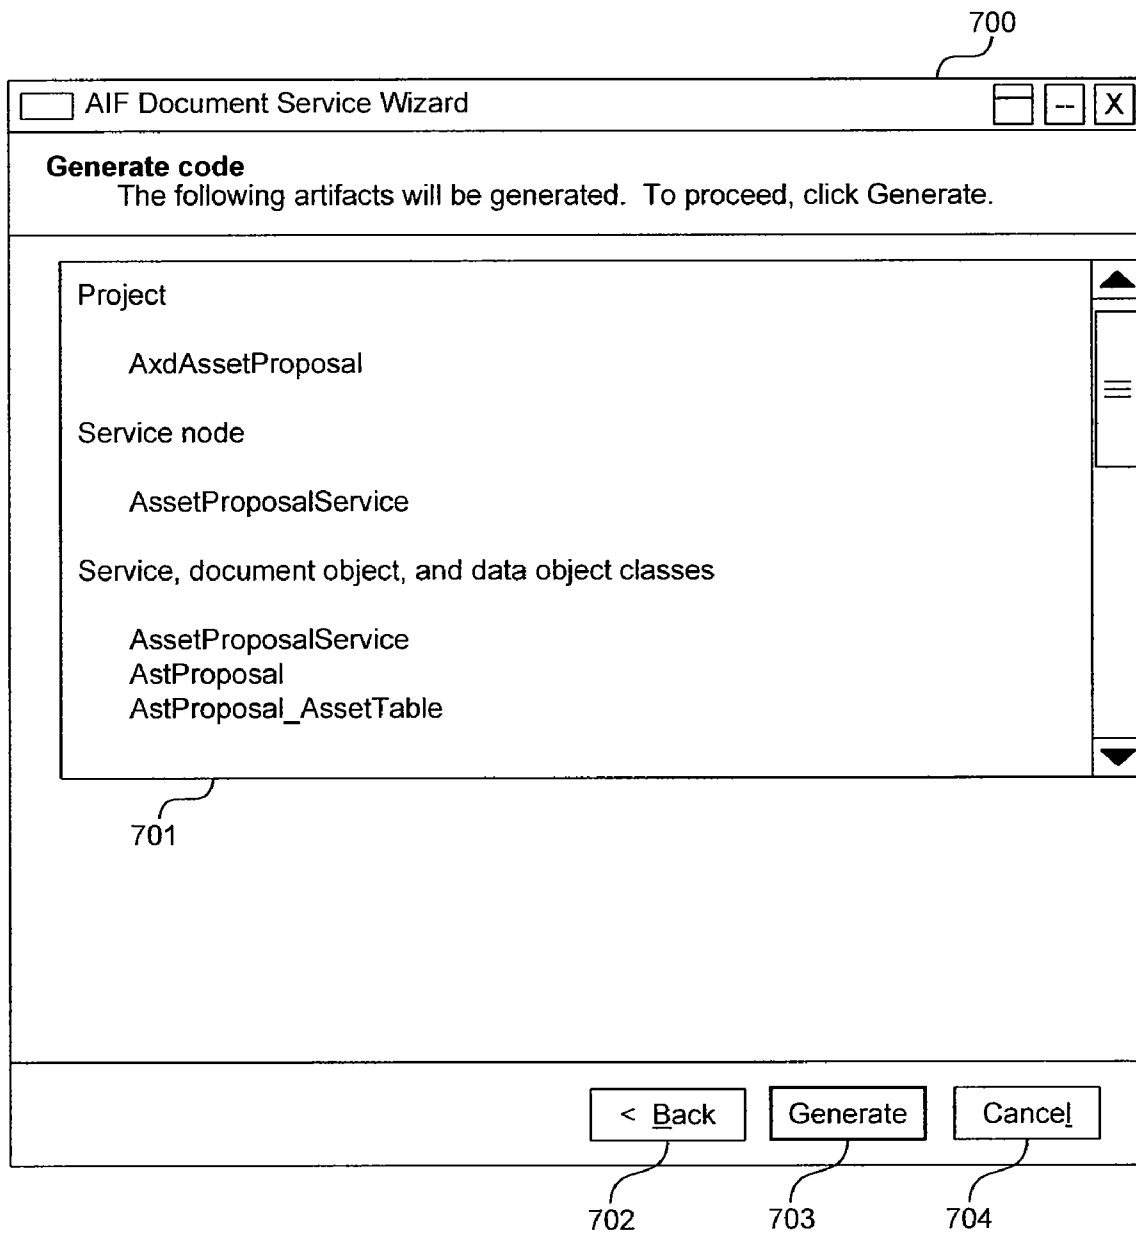 700
AIF Document Service Wizard
--
X
Generate code
The following artifacts will be generated. To proceed, click Generate.
Project
AxdAssetProposal
Service node
AssetProposalService
Service, document object, and data object classes
AssetProposalService
AstProposal
AstProposal_AssetTable
701
< Back
Generate
Cancel
702
703
704